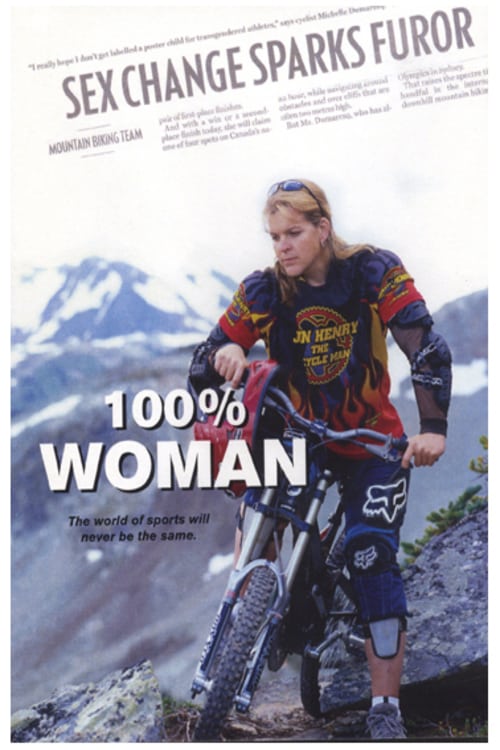 "I really hope I don't get labelled a poster child for transgendered athletes," says cyclist Michelle Dumaresq,
SEX CHANGE SPARKS FUROR
MOUNTAIN BIKING TEAM
pair of first-place finishes.
And with a win or a second-
place finish today, she will claim
one of four spots on Canada's na-
an hour, while navigating around
obstacles and over cliffs that are
often two metres high.
But Ms. Dumaresq, who has al-
Olympics in Sydney.
That raises the spectre
handful in the
downhill mountain
JN HENRY
THE
CYCLE MAN
100%
WOMAN
The world of sports will
never be the same.
FOX